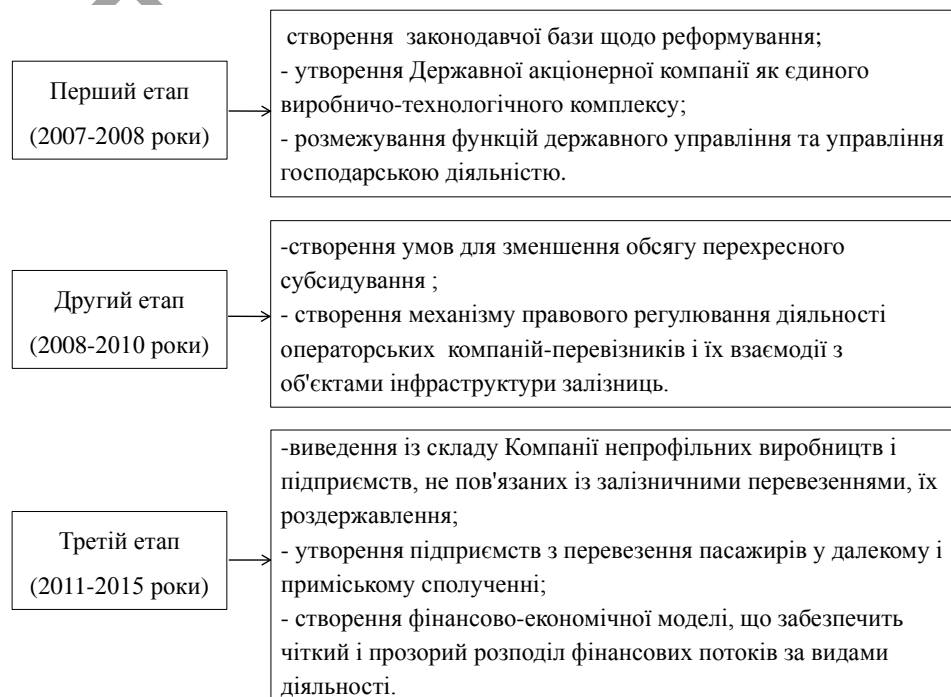 створення законодавчої бази щодо реформування;
- утворення Державної акціонерної компанії як єдиного
виробничо-технологічного комплексу;
- розмежування функцій державного управління та управління
господарською діяльністю.
Перший етап
(2007-2008 роки)
-створення умов для зменшення обсягу перехресного
субсидування ;
- створення механізму правового регулювання діяльності
операторських компаній-перевізників і їх взаємодії з
об'єктами інфраструктури залізниць.
Другий етап
(2008-2010 роки)
-виведення із складу Компанії непрофільних виробництв і
підприємств, не пов'язаних із залізничними перевезеннями, їх
роздержавлення;
- утворення підприємств з перевезення пасажирів у далекому і
приміському сполученні;
- створення фінансово-економічної моделі, що забезпечить
чіткий і прозорий розподіл фінансових потоків за видами
діяльності.
Третій етап
(2011-2015 роки)